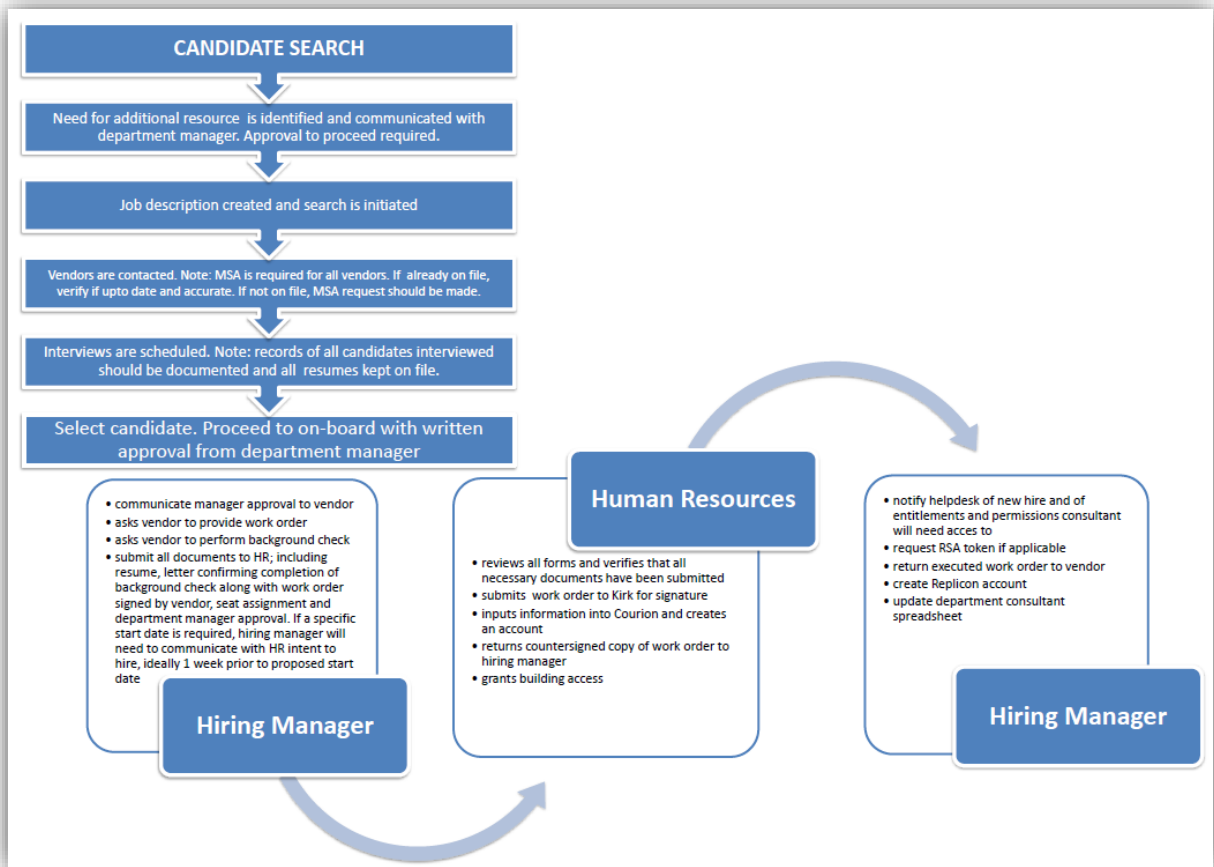 CANDIDATE SEARCH
Need for additional resource is identified and communicated with
department manager. Approval to proceed required.
Job description created and search is initiated
Vendors are contacted. Note: MSA is required for all vendors. If already on file,
verify if upto date and accurate. If not on file, MSA request should be made.
Interviews are scheduled. Note: records of all candidates interviewed
should be documented and all resumes kept on file.
Select candidate. Proceed to on-board with written
approval from department manager
• communicate manager approval to vendor
• asks vendor to provide work order
• asks vendor to perform background check
• submit all documents to HR; including
resume, letter confirming completion of
background check along with work order
signed by vendor, seat assignment and
department manager approval. If a specific
start date is required, hiring manager will
need to communicate with HR intent to
hire, ideally 1 week prior to proposed start
date
Hiring Manager
Human Resources
• reviews all forms and verifies that all
necessary documents have been submitted
• submits work order to Kirk for signature
• inputs information into Courion and creates
an account
• returns countersigned copy of work order to
hiring manager
• grants building access
• notify helpdesk of new hire and of
entitlements and permissions consultant
will need acces to
• request RSA token if applicable
• return executed work order to vendor
• create Replicon account
• update department consultant
spreadsheet
Hiring Manager